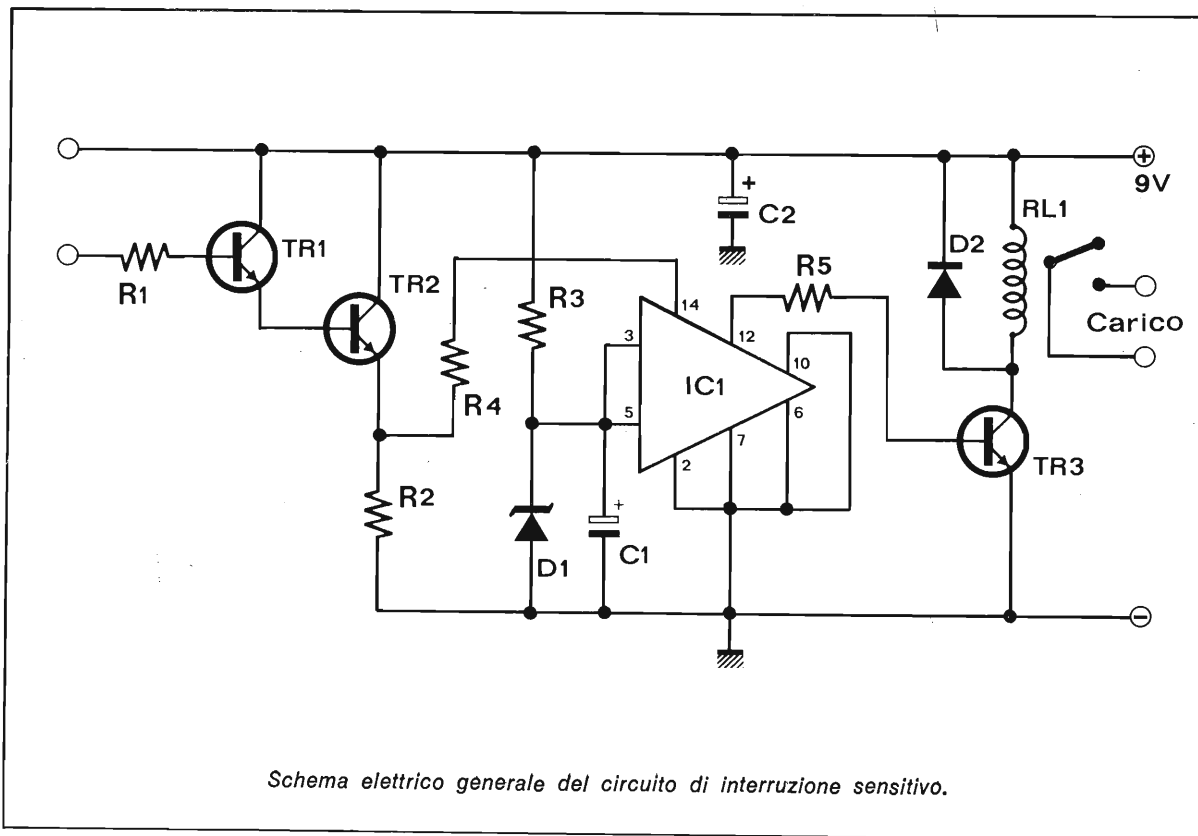 +
9V
RL1
+
C2
D2
TR1
TR2
R5
R1
R3
14
12
3
10
Carico
IC1
R4
5
6
7
2
TR3
R2
+
D1
C1
−
Schema elettrico generale del circuito di interruzione sensitivo.